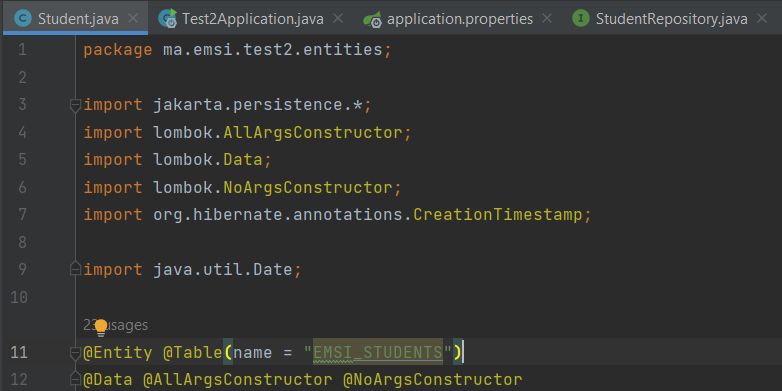 Student.java Test2Application.java application.properties StudentRepository.java
1 package ma.emsi.test2.entities;
2
3 import jakarta.persistence.*;
4 import lombok.AllArgsConstructor;
5 import lombok.Data;
6 import lombok.NoArgsConstructor;
7 import org.hibernate.annotations.CreationTimestamp;
8
9 import java.util.Date;
10
usages
11 @Entity @Table(name = "EMSI_STUDENTS")
12 @Data @AllArgsConstructor @NoArgsConstructor